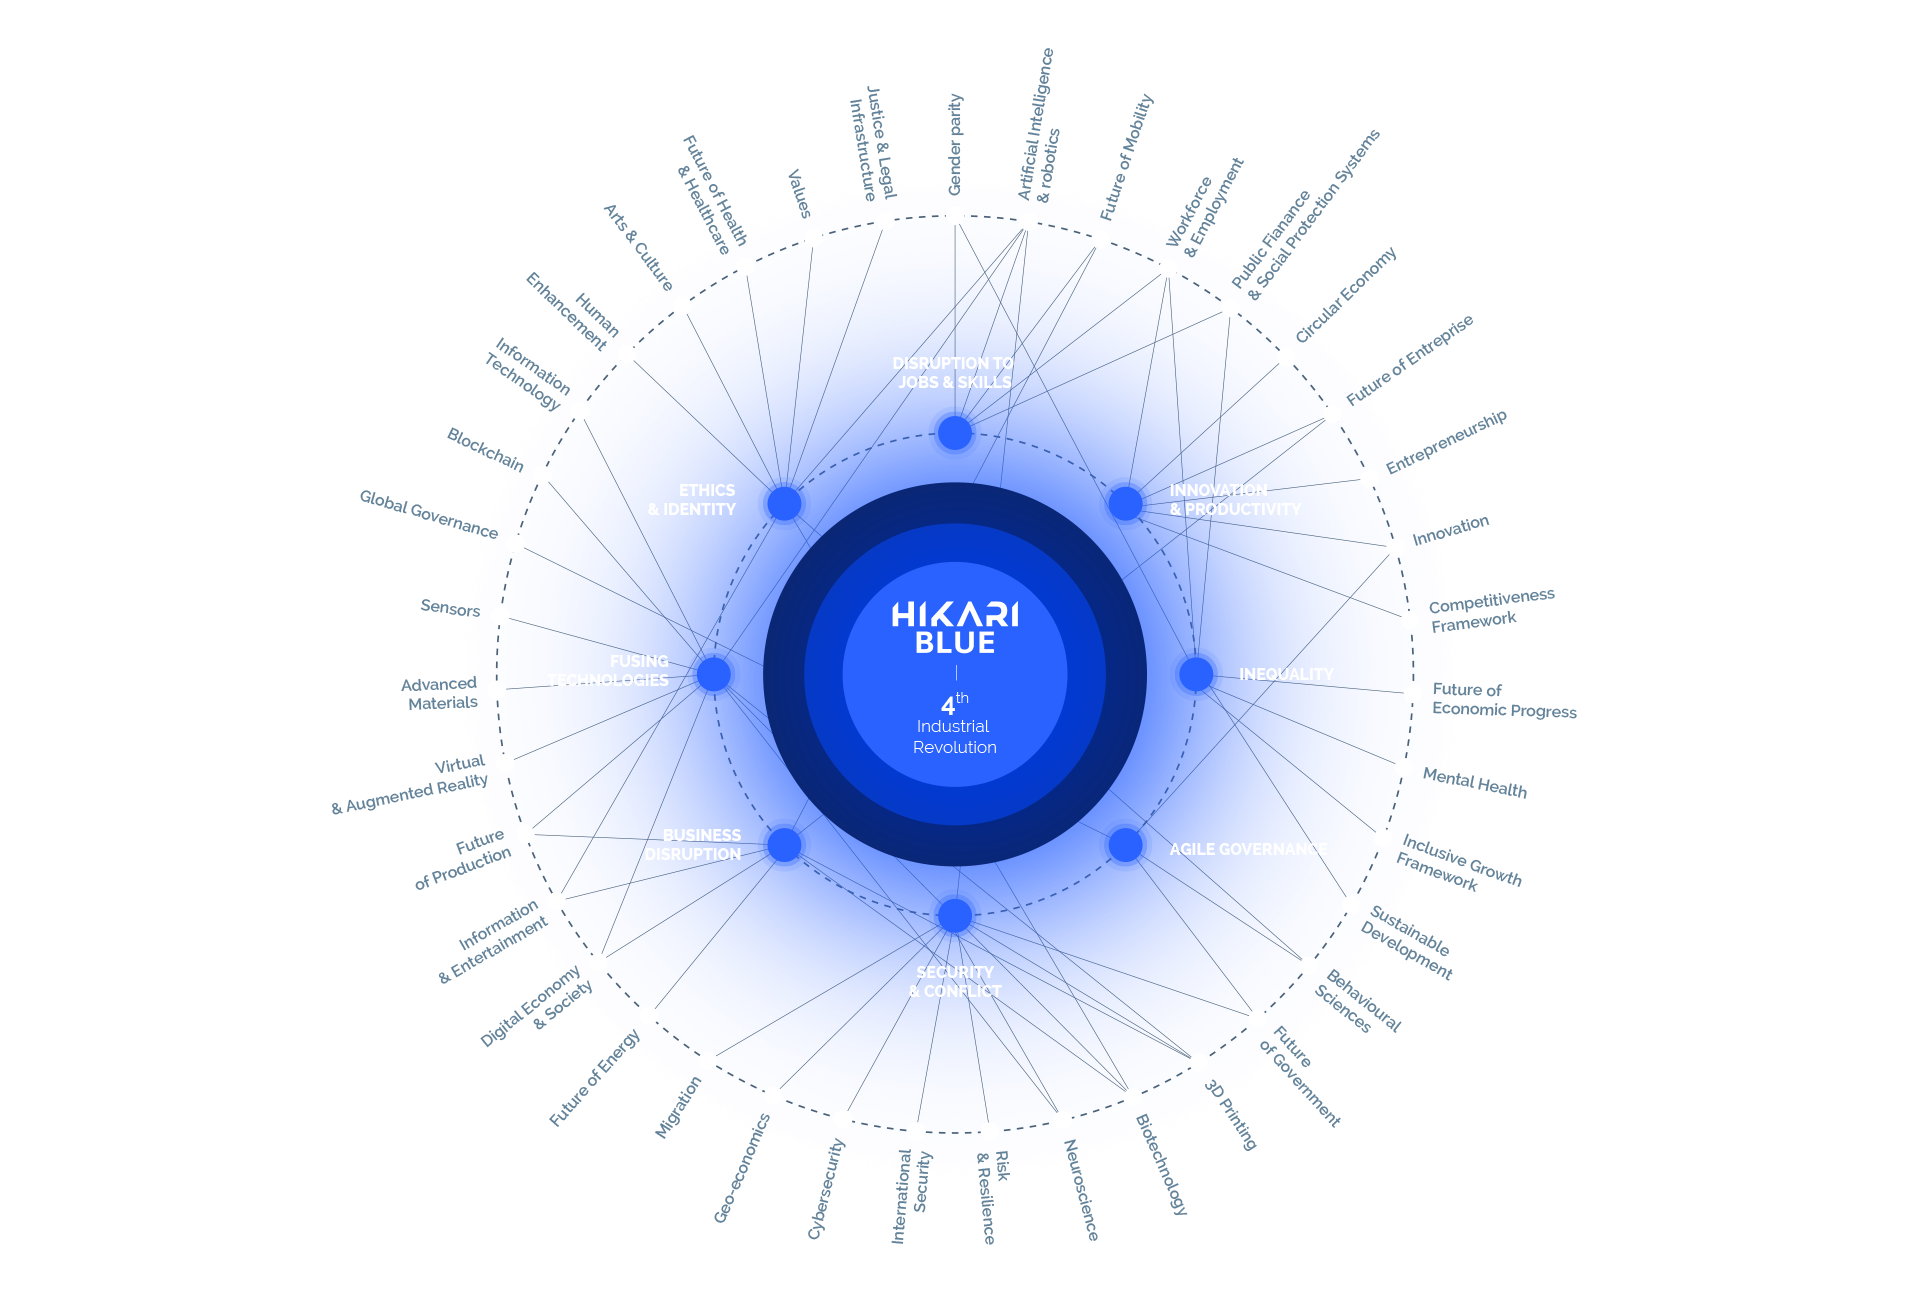 HIKARI
BLUE
4th
Industrial
Revolution
DISRUPTION TO
JOBS & SKILLS
INNOVATION
& PRODUCTIVITY
INEQUALITY
AGILE GOVERNANCE
SECURITY
& CONFLICT
BUSINESS
DISRUPTION
FUSING
TECHNOLOGIES
ETHICS
& IDENTITY
Gender parity
Artificial Intelligence
& robotics
Future of Mobility
Workforce
& Employment
Public Fianance
& Social Protection Systems
Circular Economy
Future of Entreprise
Entrepreneurship
Innovation
Competitiveness
Framework
Future of
Economic Progress
Mental Health
Inclusive Growth
Framework
Sustainable
Development
Behavioural
Sciences
Future
of Government
3D Printing
Biotechnology
Neuroscience
Risk
& Resilience
International
Security
Cybersecurity
Geo-economics
Migration
Future of Energy
Digital Economy
& Society
Information
& Entertainment
Future
of Production
Virtual
& Augmented Reality
Advanced
Materials
Sensors
Global Governance
Blockchain
Information
Technology
Human
Enhancement
Arts & Culture
Future of Health
& Healthcare
Values
Justice & Legal
Infrastructure